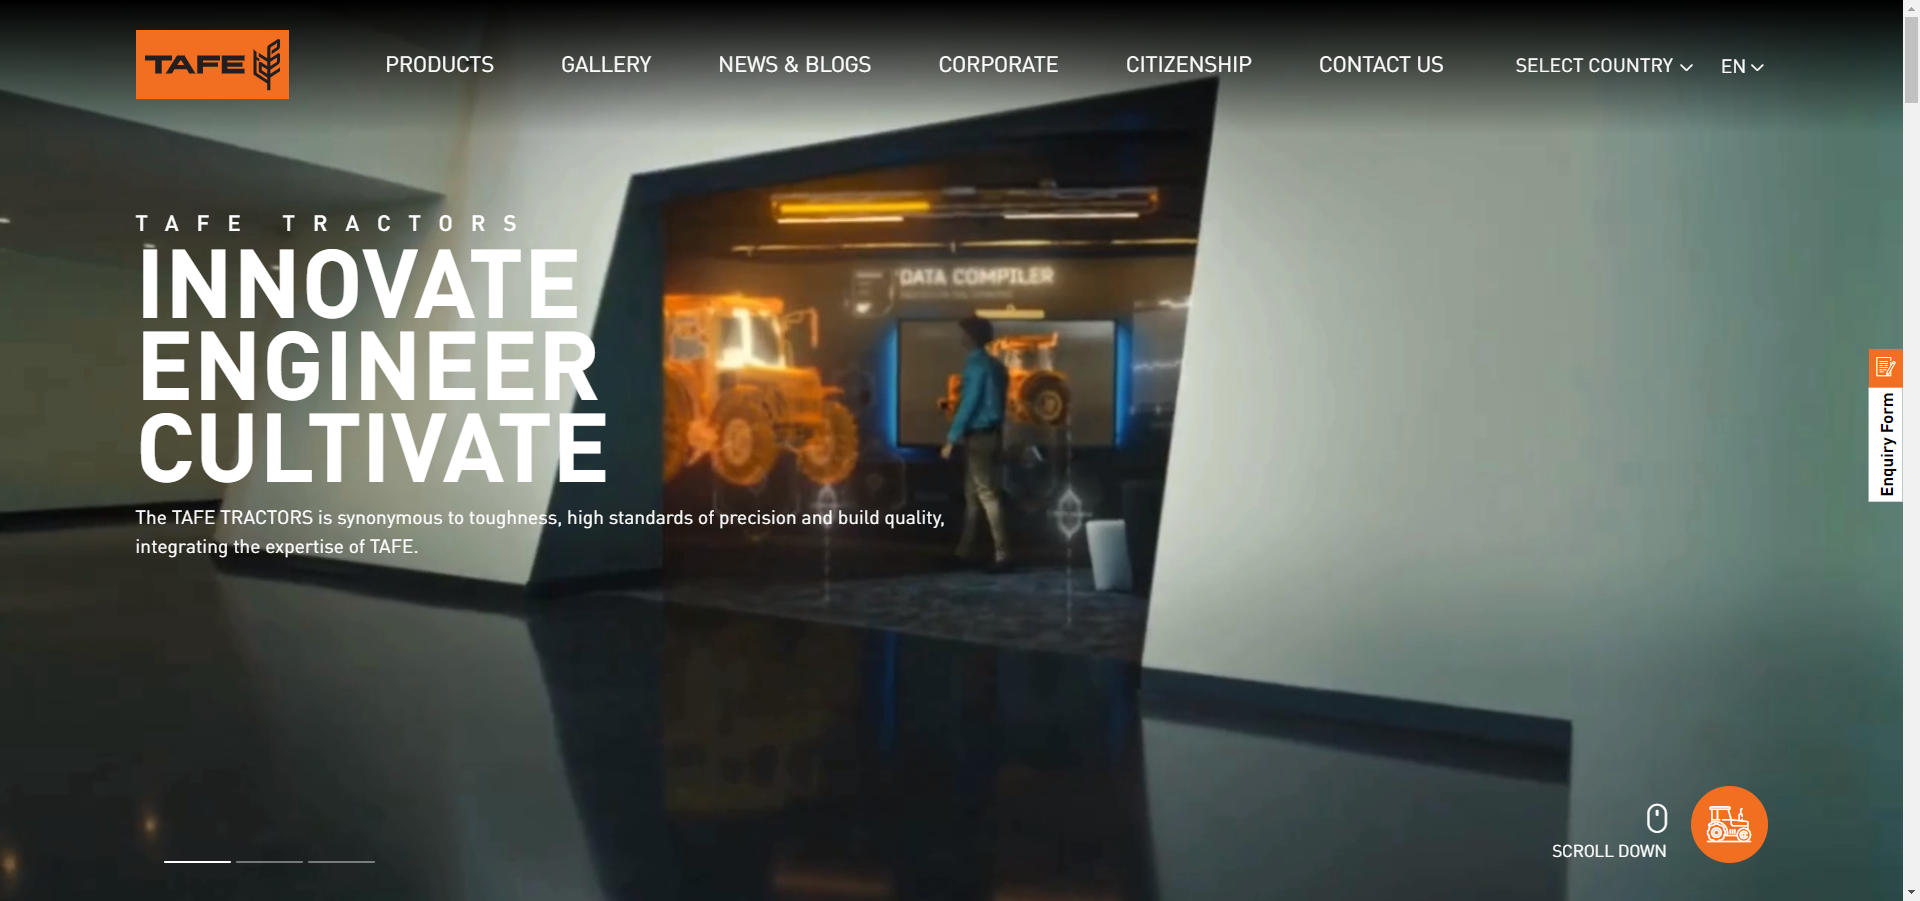 TAFE
PRODUCTS
GALLERY
NEWS & BLOGS
CORPORATE
CITIZENSHIP
CONTACT US
SELECT COUNTRY
EN
TAFE TRACTORS
INNOVATE
ENGINEER
CULTIVATE
The TAFE TRACTORS is synonymous to toughness, high standards of precision and build quality,
integrating the expertise of TAFE.
DATA COMPILER
Enquiry Form
SCROLL DOWN